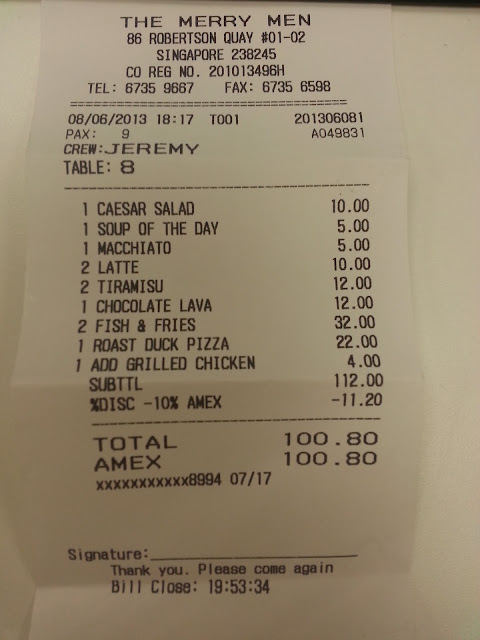 THE MERRY MEN
86 ROBERTSON QUAY #01-02
SINGAPORE 238245
CO REG NO. 201013496H
TEL: 6735 9667 FAX: 6735 6598
08/06/2013 18:17 T001 201306081
PAX: 9 A049831
CREW:JEREMY
TABLE: 8
1 CAESAR SALAD 10.00
1 SOUP OF THE DAY 5.00
1 MACCHIATO 5.00
2 LATTE 10.00
2 TIRAMISU 12.00
1 CHOCOLATE LAVA 12.00
2 FISH & FRIES 32.00
1 ROAST DUCK PIZZA 22.00
1 ADD GRILLED CHICKEN 4.00
SUBTTL 112.00
%DISC -10% AMEX -11.20
TOTAL 100.80
AMEX 100.80
xxxxxxxxxxx8994 07/17
Signature:
Thank you. Please come again
Bill Close: 19:53:34